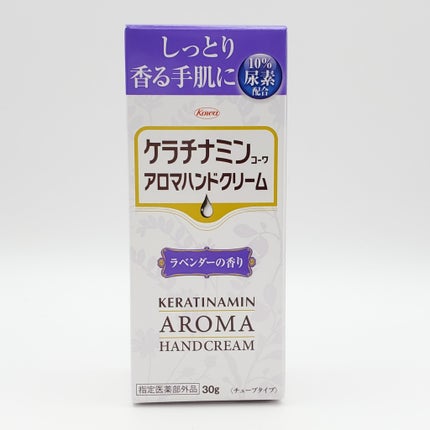 しっとり
香る手肌に
10%
尿素
配合
Kowa
ケラチナミンコーワ
アロマハンドクリーム
ラベンダーの香り
KERATINAMIN
AROMA
HANDCREAM
指定医薬部外品 30g (チューブタイプ)